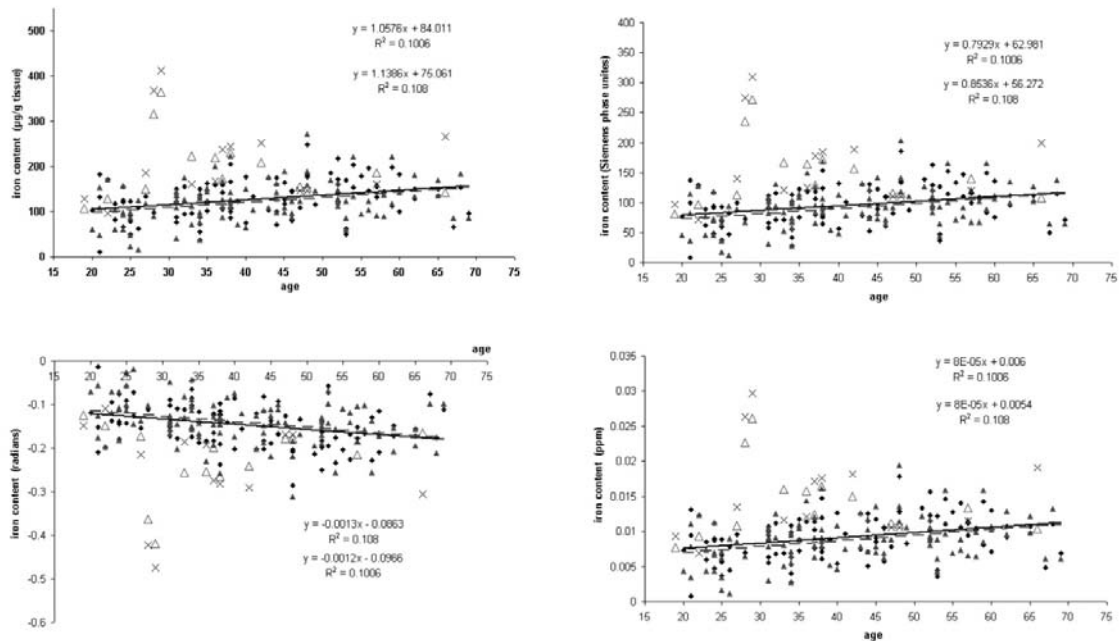 500
400
300
200
100
0
iron content (µg/g tissue)
y = 1.0576x + 84.011
R² = 0.1006
y = 1.1386x + 75.061
R² = 0.108
15 20 25 30 35 40 45 50 55 60 65 70 75
age
400
350
300
250
200
150
100
50
0
iron content (Siemens phase unites)
y = 0.7929x + 62.981
R² = 0.1006
y = 0.8536x + 56.272
R² = 0.108
15 20 25 30 35 40 45 50 55 60 65 70 75
age
age
-0
15 20 25 30 35 40 45 50 55 60 65 70 75
-0.1
-0.2
-0.3
-0.4
-0.5
-0.6
iron content (radians)
y = -0.0013x - 0.0863
R² = 0.108
y = -0.0012x - 0.0966
R² = 0.1006
0.035
0.03
0.025
0.02
0.015
0.01
0.005
0
iron content (ppm)
y = 8E-05x + 0.006
R² = 0.1006
y = 8E-05x + 0.0054
R² = 0.108
15 20 25 30 35 40 45 50 55 60 65 70 75
age